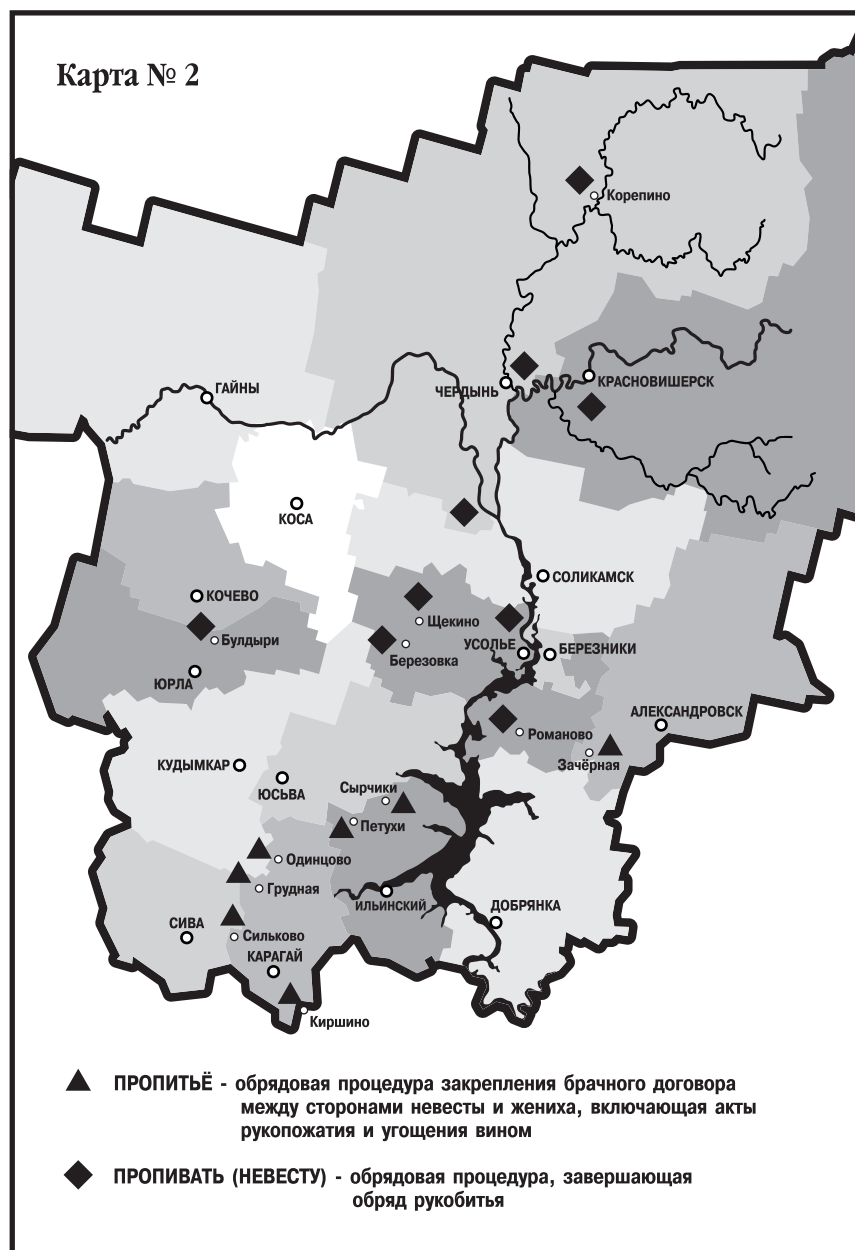 Карта № 2
Корепино
ГАЙНЫ
ЧЕРДЫНЬ
КРАСНОВИШЕРСК
КОСА
СОЛИКАМСК
КОЧЕВО
Щекино
Булдыри
УСОЛЬЕ
БЕРЕЗНИКИ
Березовка
ЮРЛА
АЛЕКСАНДРОВСК
Романово
Зачёрная
КУДЫМКАР
ЮСЬВА
Сырчики
Петухи
Одинцово
Грудная
ИЛЬИНСКИЙ
ДОБРЯНКА
СИВА
Сильково
КАРАГАЙ
Киршино
ПРОПИТЬЁ - обрядовая процедура закрепления брачного договора
между сторонами невесты и жениха, включающая акты
рукопожатия и угощения вином
ПРОПИВАТЬ (НЕВЕСТУ) - обрядовая процедура, завершающая
обряд рукобитья